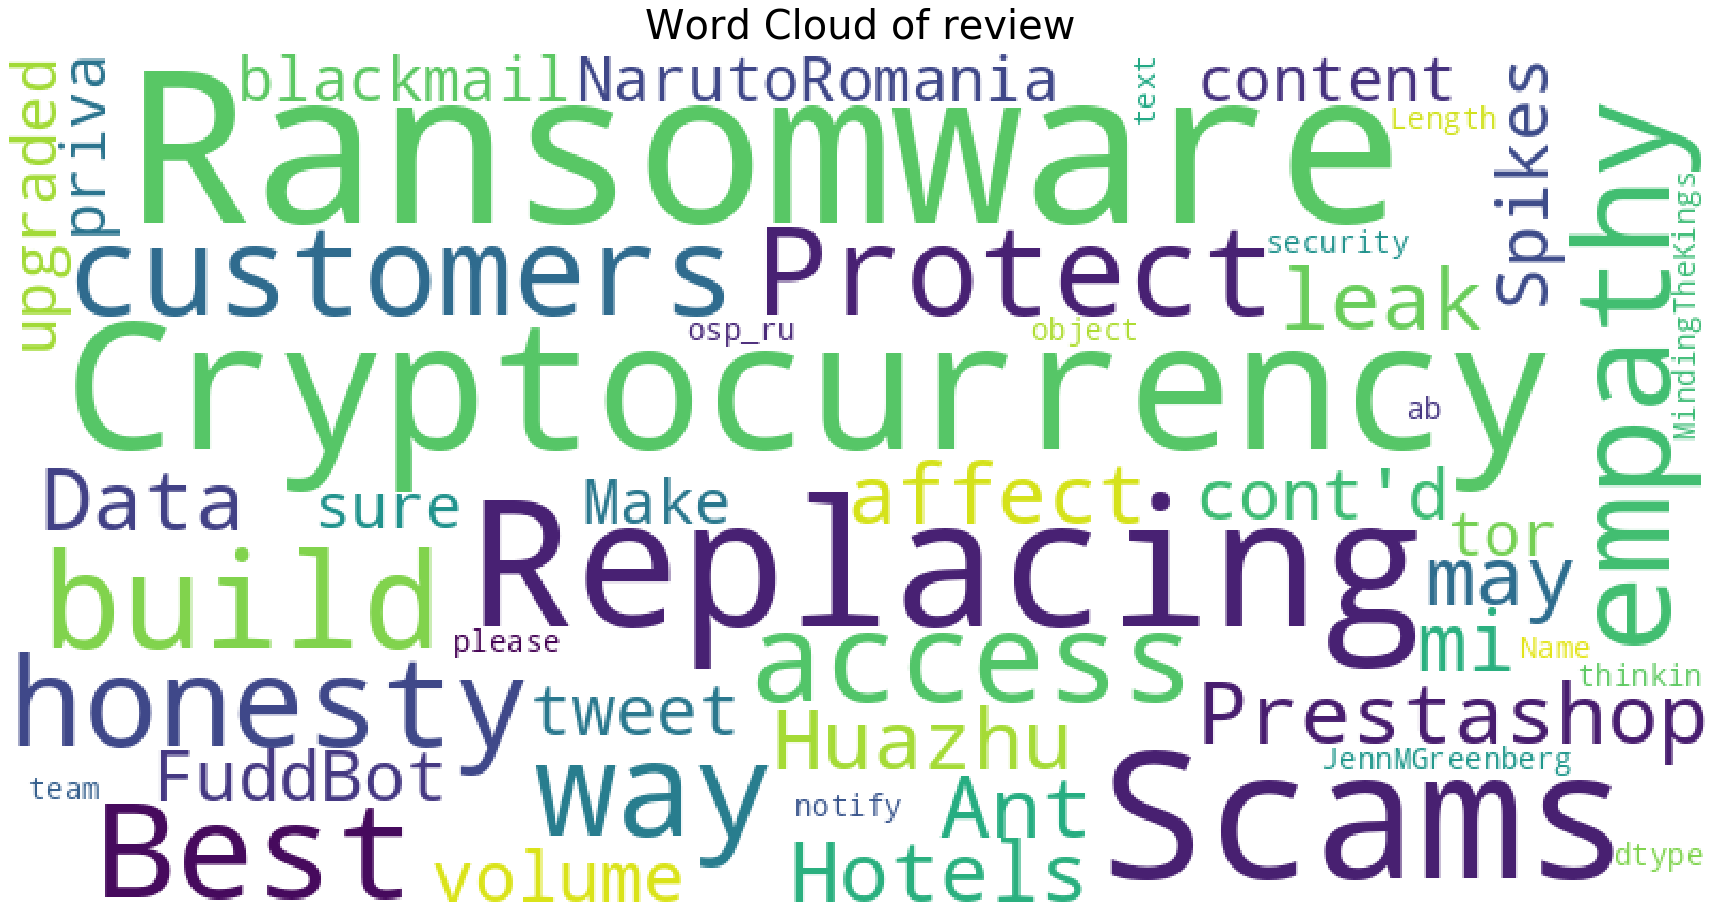 Word Cloud of review
upgraded
priva
blackmail
NarutoRomania
text
content
Length
Spikes
empathy
MindingTheKings
Ransomware
customers
Protect
security
leak
osp_ru
object
Cryptocurrency
ab
Data
sure
Make
affect
cont'd
tor
Replacing
may
build
please
access
mi
Name
thinkin
honesty
tweet
Huazhu
Prestashop
JennMGreenberg
FuddBot
team
way
notify
Ant
Scams
Best
volume
Hotels
dtype